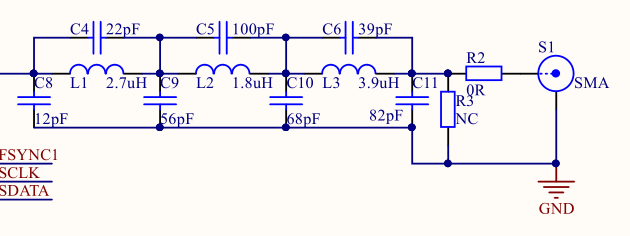 C4 22pF C5 100pF C6 39pF
S1
R2
C8 L1 2.7uH C9 L2 1.8uH C10 L3 3.9uH C11 SMA
0R
R3
12pF 56pF 68pF 82pF NC
FSYNC1
SCLK
SDATA
GND